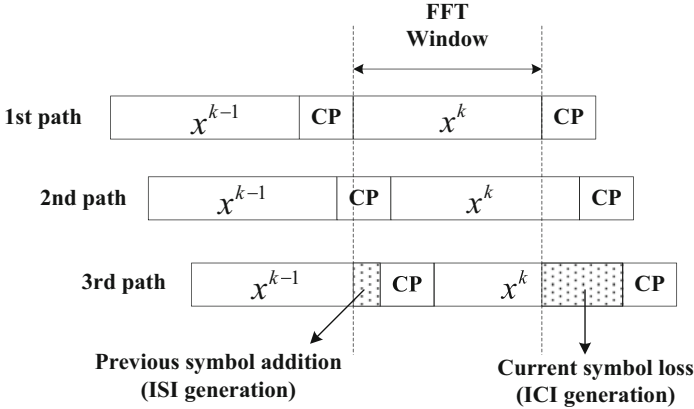 FFT
Window
1st path x^{k-1} CP x^k CP
2nd path x^{k-1} CP x^k CP
3rd path x^{k-1} CP x^k CP
Previous symbol addition
(ISI generation)
Current symbol loss
(ICI generation)